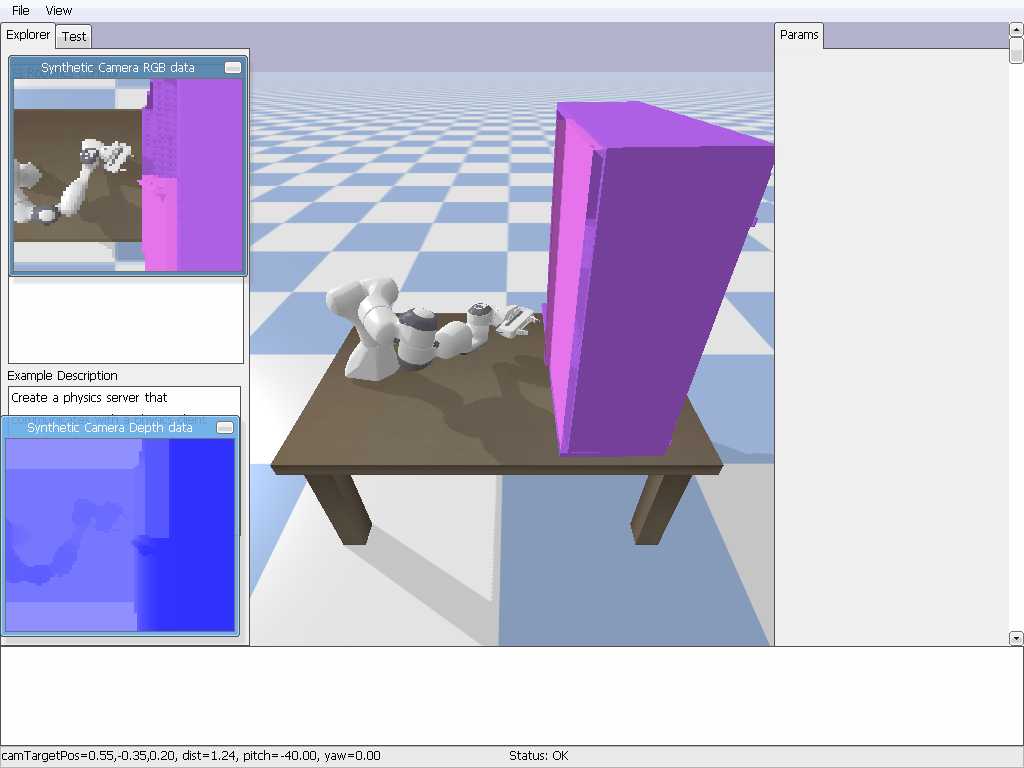 File View
Explorer Test
Params
Synthetic Camera RGB data
Example Description
Create a physics server that
communicates with a physics client
Synthetic Camera Depth data
camTargetPos=0.55,-0.35,0.20, dist=1.24, pitch=-40.00, yaw=0.00
Status: OK